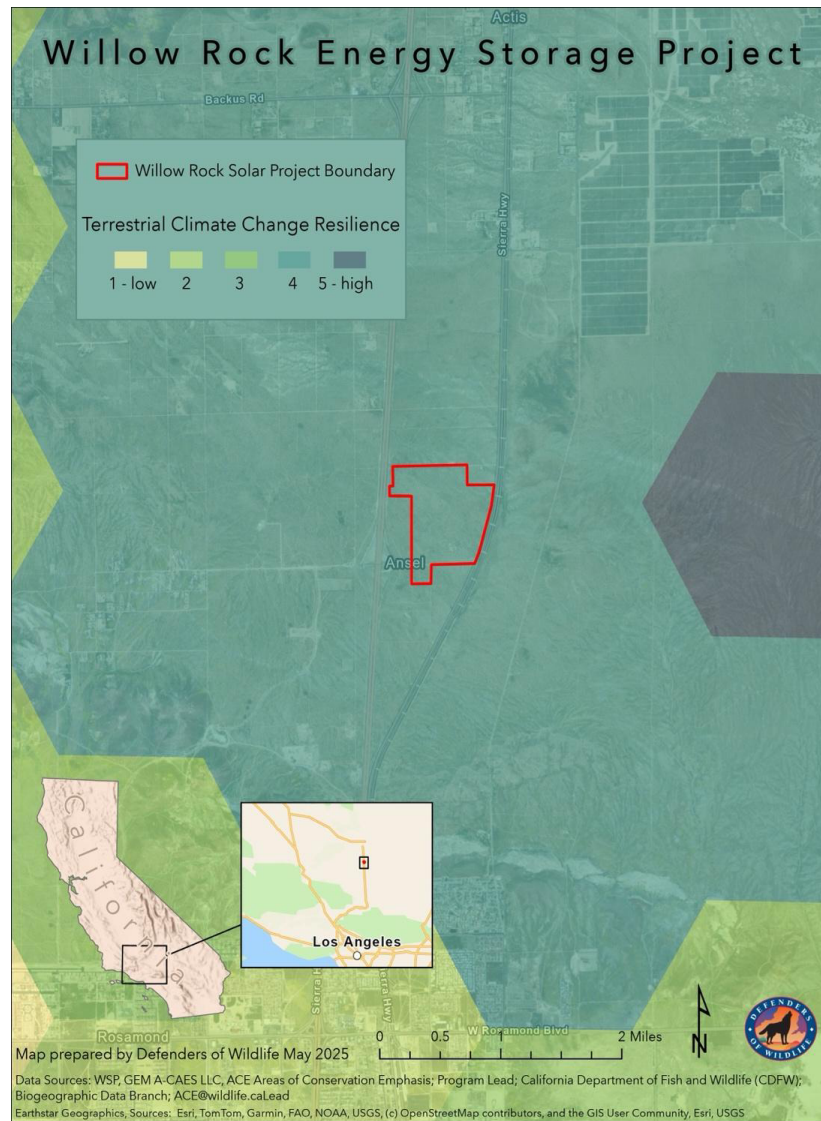 Actis
Willow Rock Energy Storage Project
Backus Rd
Willow Rock Solar Project Boundary
Terrestrial Climate Change Resilience
1 - low 2 3 4 5 - high
Sierra Hwy
Ansel
California
Los Angeles
Sierra H
ierra Hwy
Rosamond
W Rosamond Blvd
0 0.5 1 2 Miles
N
DEFENDERS OF WILDLIFE
Map prepared by Defenders of Wildlife May 2025
Data Sources: WSP, GEM A-CAES LLC, ACE Areas of Conservation Emphasis; Program Lead; California Department of Fish and Wildlife (CDFW);
Biogeographic Data Branch; ACE@wildlife.caLead
Earthstar Geographics, Sources: Esri, TomTom, Garmin, FAO, NOAA, USGS, (c) OpenStreetMap contributors, and the GIS User Community, Esri, USGS